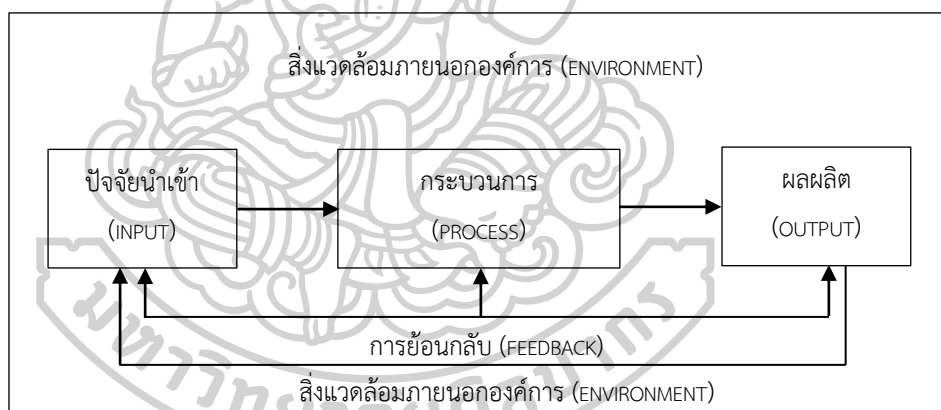 สิ่งแวดล้อมภายนอกองค์การ (ENVIRONMENT)
ปัจจัยนำเข้า
(INPUT)
กระบวนการ
(PROCESS)
ผลผลิต
(OUTPUT)
การย้อนกลับ (FEEDBACK)
สิ่งแวดล้อมภายนอกองค์การ (ENVIRONMENT)